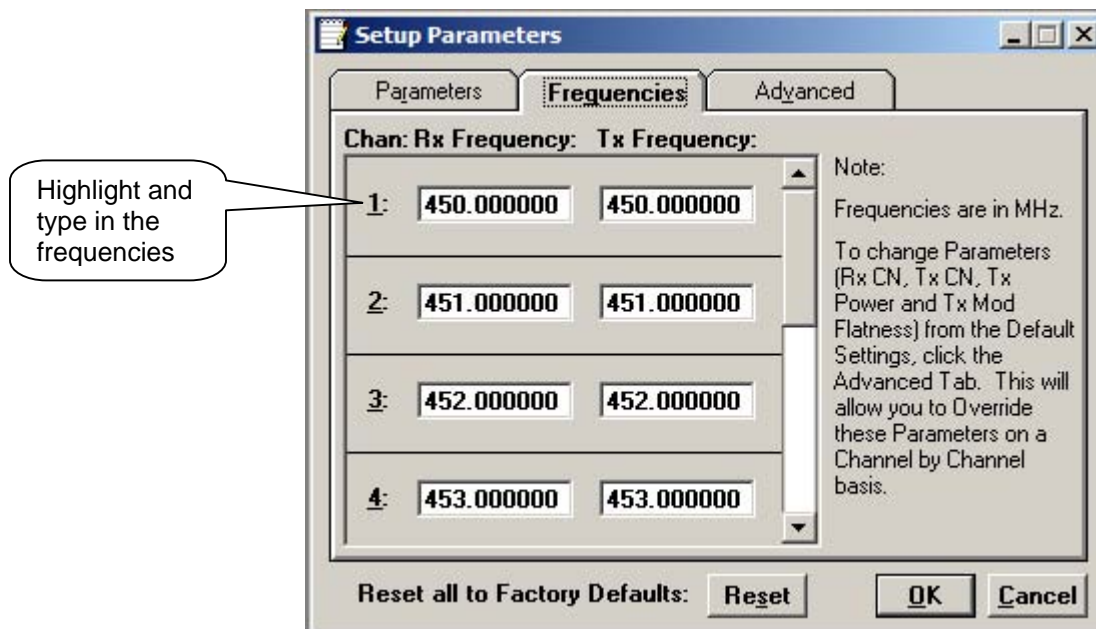 Setup Parameters
Parameters
Frequencies
Advanced
Chan: Rx Frequency: Tx Frequency:
Highlight and
type in the
frequencies
1: 450.000000 450.000000
2: 451.000000 451.000000
3: 452.000000 452.000000
4: 453.000000 453.000000
Note:
Frequencies are in MHz.
To change Parameters
(Rx CN, Tx CN, Tx
Power and Tx Mod
Flatness) from the Default
Settings, click the
Advanced Tab. This will
allow you to Override
these Parameters on a
Channel by Channel
basis.
Reset all to Factory Defaults: Reset OK Cancel